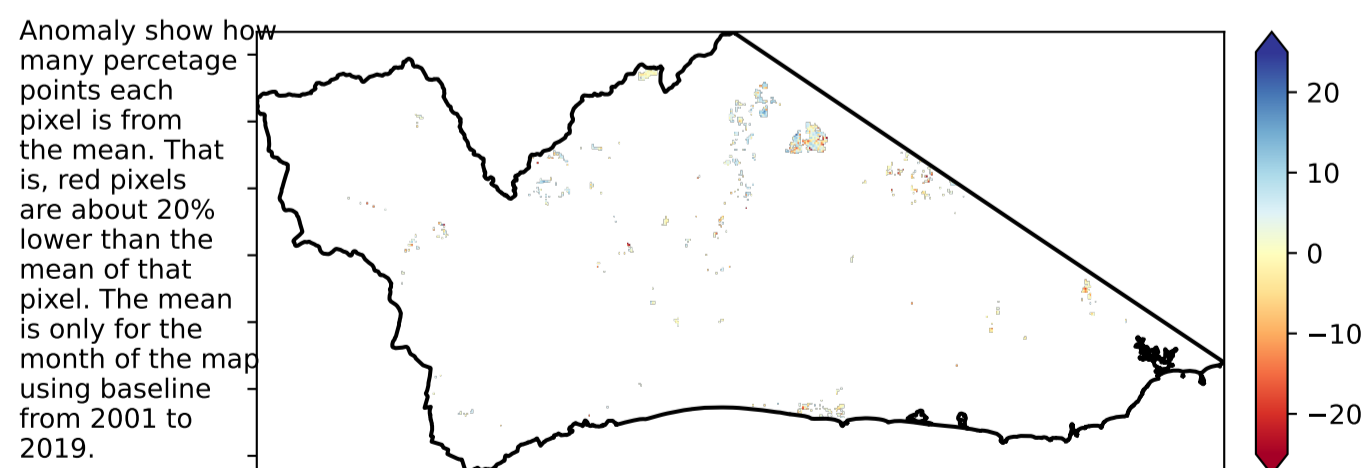 Anomaly show how
many percetage
points each
pixel is from
the mean. That
is, red pixels
are about 20%
lower than the
mean of that
pixel. The mean
is only for the
month of the map
using baseline
from 2001 to
2019.
20
10
0
−10
−20